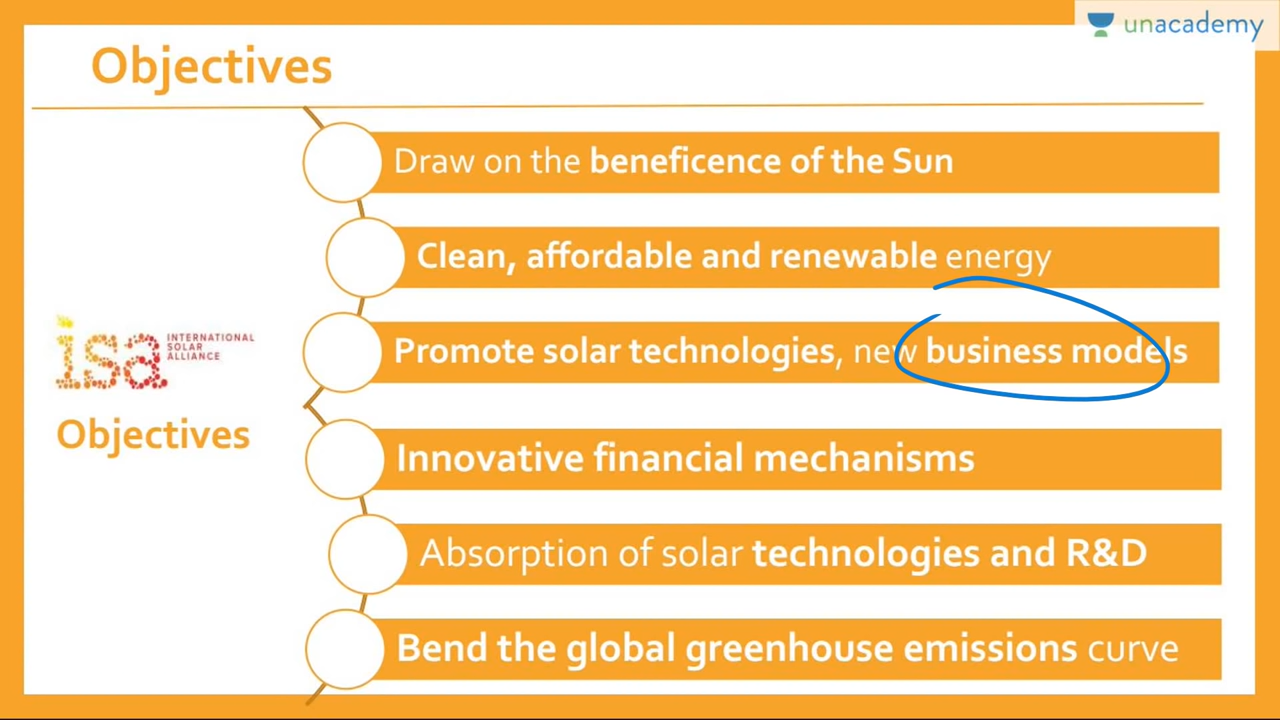 unacademy
Objectives
Draw on the beneficence of the Sun
Clean, affordable and renewable energy
Promote solar technologies, new business models
isa INTERNATIONAL
SOLAR
ALLIANCE
Objectives
Innovative financial mechanisms
Absorption of solar technologies and R&D
Bend the global greenhouse emissions curve